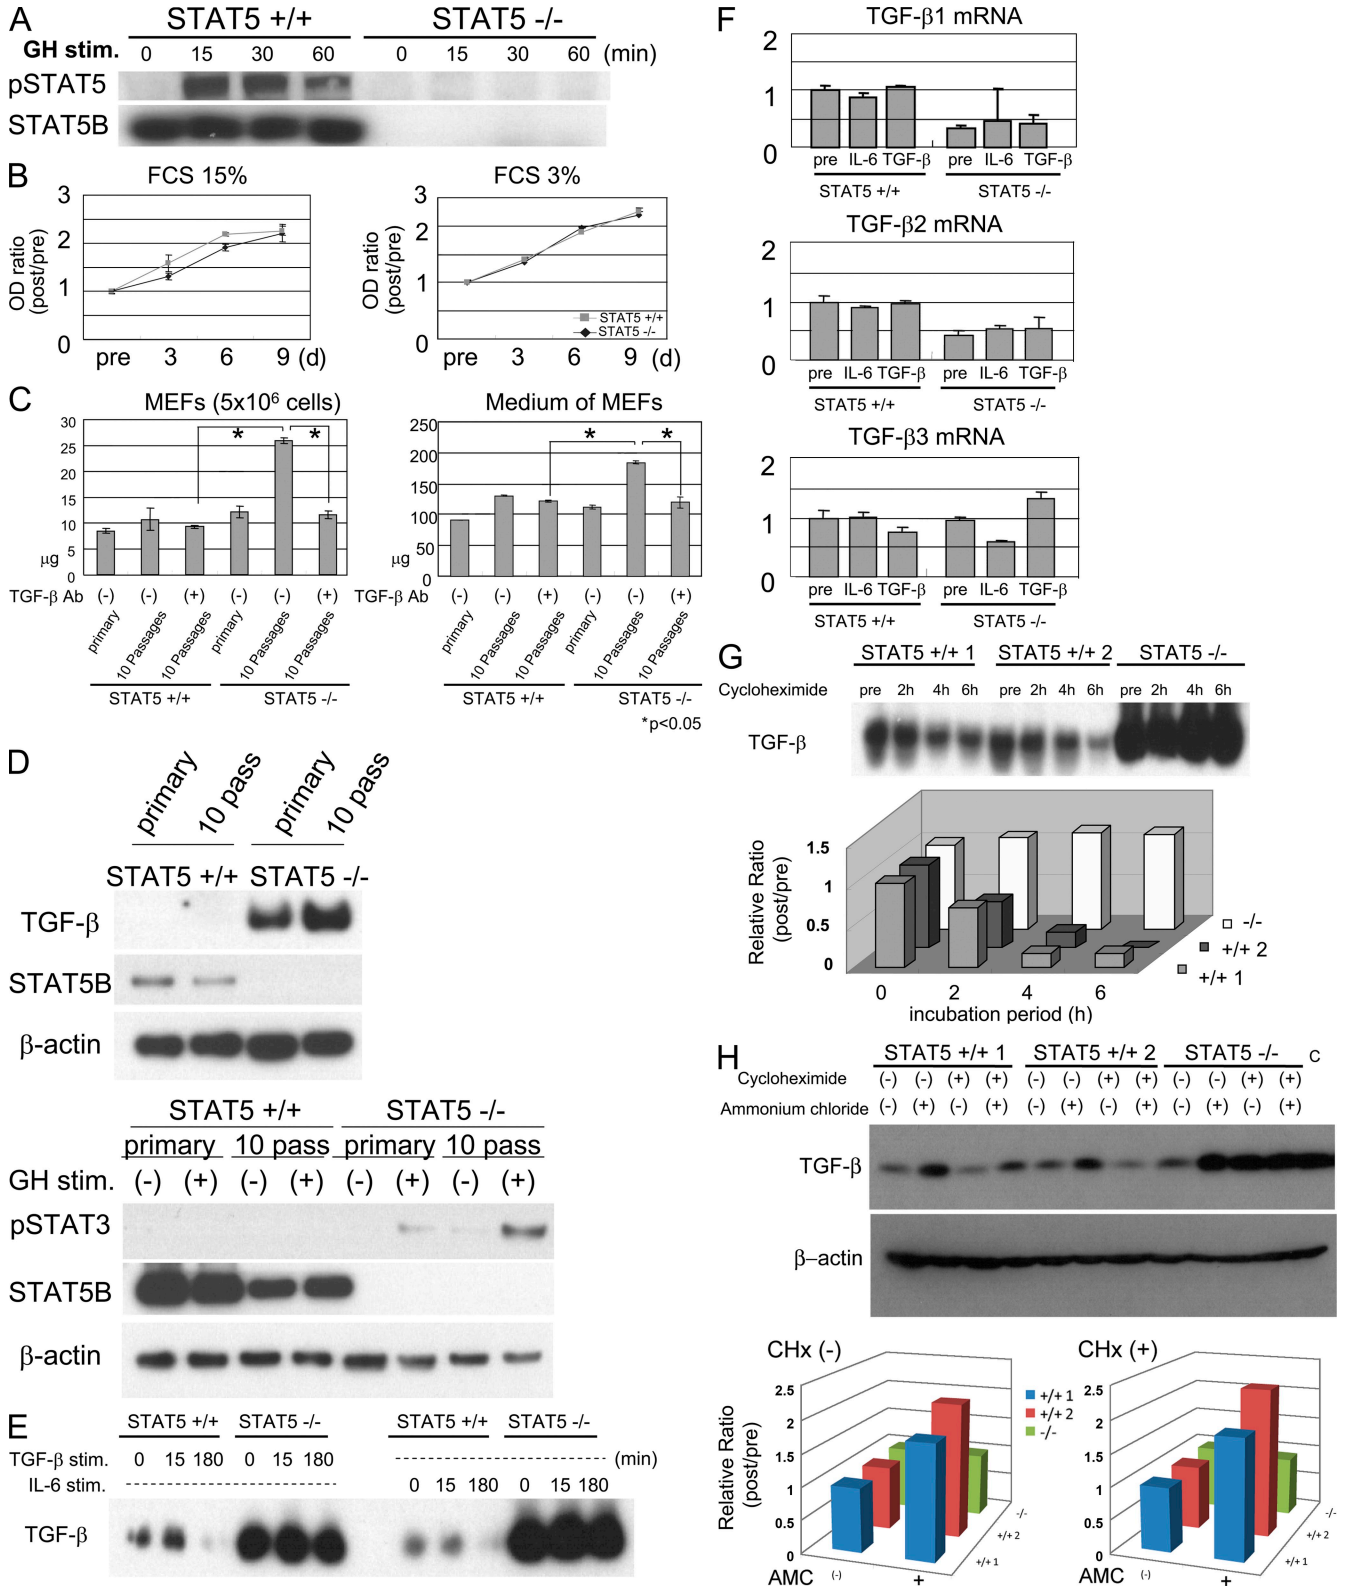 A
STAT5 +/+ STAT5 -/-
GH stim. 0 15 30 60 0 15 30 60 (min)
pSTAT5
STAT5B
B
FCS 15% FCS 3%
3 3
2 2
1 1
0 0
OD ratio (post/pre) OD ratio (post/pre)
STAT5 +/+
STAT5 -/-
pre 3 6 9 (d) pre 3 6 9 (d)
C
MEFs (5x10⁶ cells) Medium of MEFs
30 250
25 200
20 150
15 100
10 50
5 0
0
* * * *
μg μg
TGF-β Ab (-) (-) (+) (-) (-) (+) TGF-β Ab (-) (-) (+) (-) (-) (+)
primary 10 Passages 10 Passages primary 10 Passages 10 Passages primary 10 Passages 10 Passages primary 10 Passages 10 Passages
STAT5 +/+ STAT5 -/- STAT5 +/+ STAT5 -/-
*p<0.05
D
primary 10 pass primary 10 pass
STAT5 +/+ STAT5 -/-
TGF-β
STAT5B
β-actin
STAT5 +/+ STAT5 -/-
primary 10 pass primary 10 pass
GH stim. (-) (+) (-) (+) (-) (+) (-) (+)
pSTAT3
STAT5B
β-actin
E
STAT5 +/+ STAT5 -/- STAT5 +/+ STAT5 -/-
TGF-β stim. 0 15 180 0 15 180 (min)
IL-6 stim. 0 15 180 0 15 180
TGF-β
F
TGF-β1 mRNA
2
1
0
pre IL-6 TGF-β pre IL-6 TGF-β
STAT5 +/+ STAT5 -/-
TGF-β2 mRNA
2
1
0
pre IL-6 TGF-β pre IL-6 TGF-β
STAT5 +/+ STAT5 -/-
TGF-β3 mRNA
2
1
0
pre IL-6 TGF-β pre IL-6 TGF-β
STAT5 +/+ STAT5 -/-
G
STAT5 +/+ 1 STAT5 +/+ 2 STAT5 -/-
Cycloheximide pre 2h 4h 6h pre 2h 4h 6h pre 2h 4h 6h
TGF-β
Relative Ratio (post/pre)
1.5
1
0.5
0
-/-
+/+ 2
+/+ 1
0 2 4 6
incubation period (h)
H
STAT5 +/+ 1 STAT5 +/+ 2 STAT5 -/- C
Cycloheximide (-) (-) (+) (+) (-) (-) (+) (+) (-) (-) (+) (+)
Ammonium chloride (-) (+) (-) (+) (-) (+) (-) (+) (-) (+) (-) (+)
TGF-β
β–actin
CHx (-) CHx (+)
2.5 2.5
2 2
1.5 1.5
1 1
0.5 0.5
0 0
Relative Ratio (post/pre)
+/+ 1
+/+ 2
-/-
-/- -/-
+/+ 2 +/+ 2
+/+ 1 +/+ 1
AMC (-) + AMC (-) +